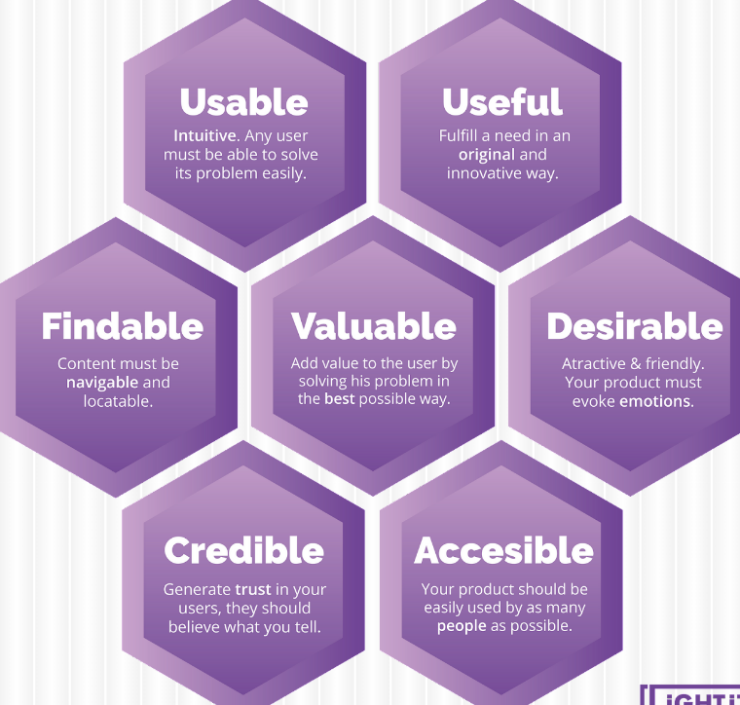 Usable
Intuitive. Any user
must be able to solve
its problem easily.
Useful
Fulfill a need in an
original and
innovative way.
Findable
Content must be
navigable and
locatable.
Valuable
Add value to the user by
solving his problem in
the best possible way.
Desirable
Atractive & friendly.
Your product must
evoke emotions.
Credible
Generate trust in your
users, they should
believe what you tell.
Accesible
Your product should be
easily used by as many
people as possible.